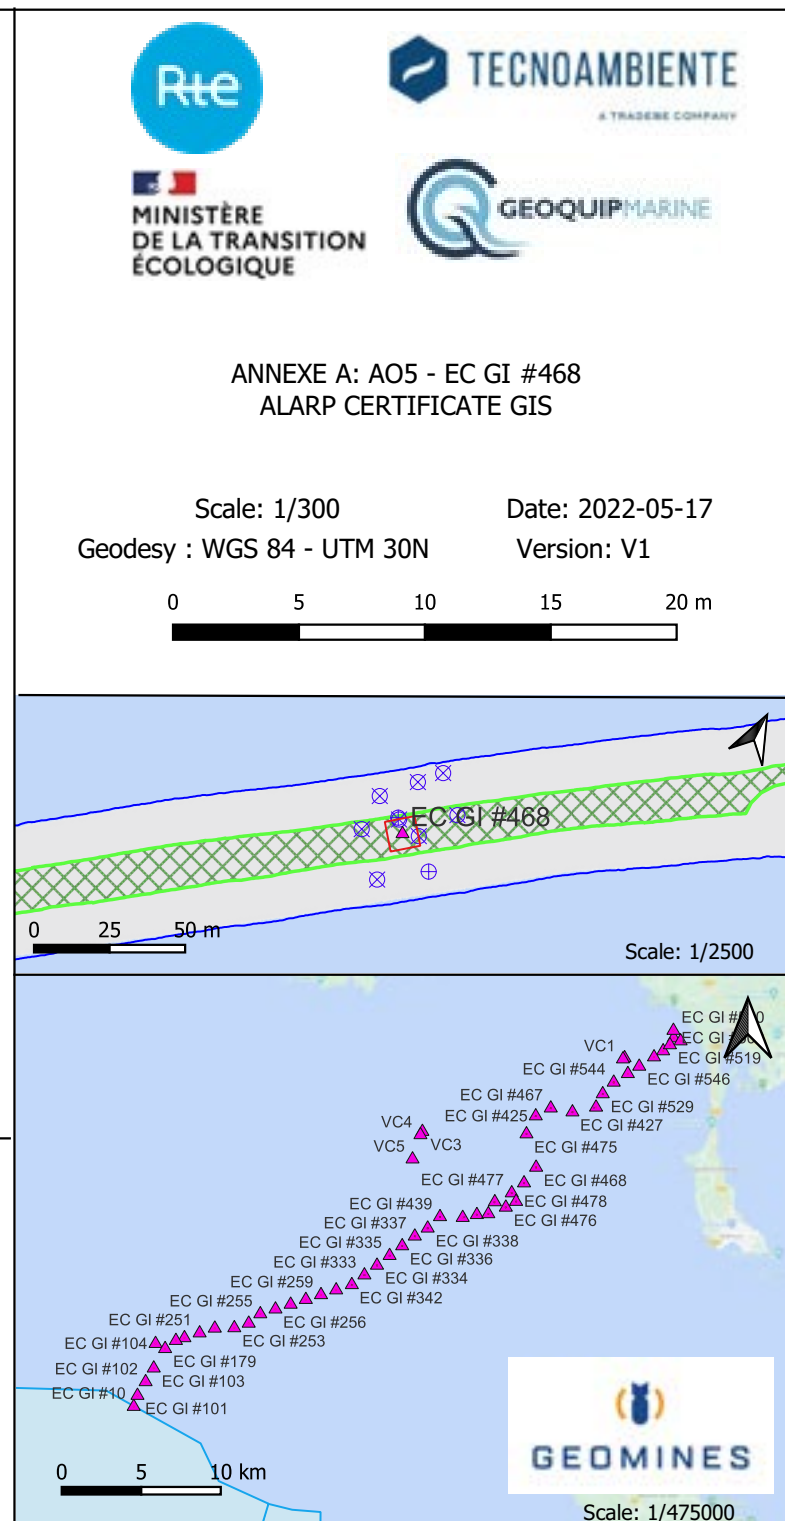 Rte
TECNOAMBIENTE
A TRADEBE COMPANY
MINISTÈRE
DE LA TRANSITION
ÉCOLOGIQUE
GEOQUIPMARINE
ANNEXE A: AO5 - EC GI #468
ALARP CERTIFICATE GIS
Scale: 1/300
Date: 2022-05-17
Geodesy : WGS 84 - UTM 30N
Version: V1
0 5 10 15 20 m
EC GI #468
0 25 50 m
Scale: 1/2500
EC GI
VC1
EC GI #519
EC GI #544
EC GI #546
EC GI #467
EC GI #529
EC GI #425
EC GI #427
VC4
VC3
EC GI #475
VC5
EC GI #477
EC GI #468
EC GI #478
EC GI #439
EC GI #476
EC GI #337
EC GI #338
EC GI #335
EC GI #336
EC GI #333
EC GI #334
EC GI #259
EC GI #342
EC GI #255
EC GI #256
EC GI #251
EC GI #253
EC GI #104
EC GI #179
EC GI #102
EC GI #103
EC GI #10
EC GI #101
GEOMINES
0 5 10 km
Scale: 1/475000